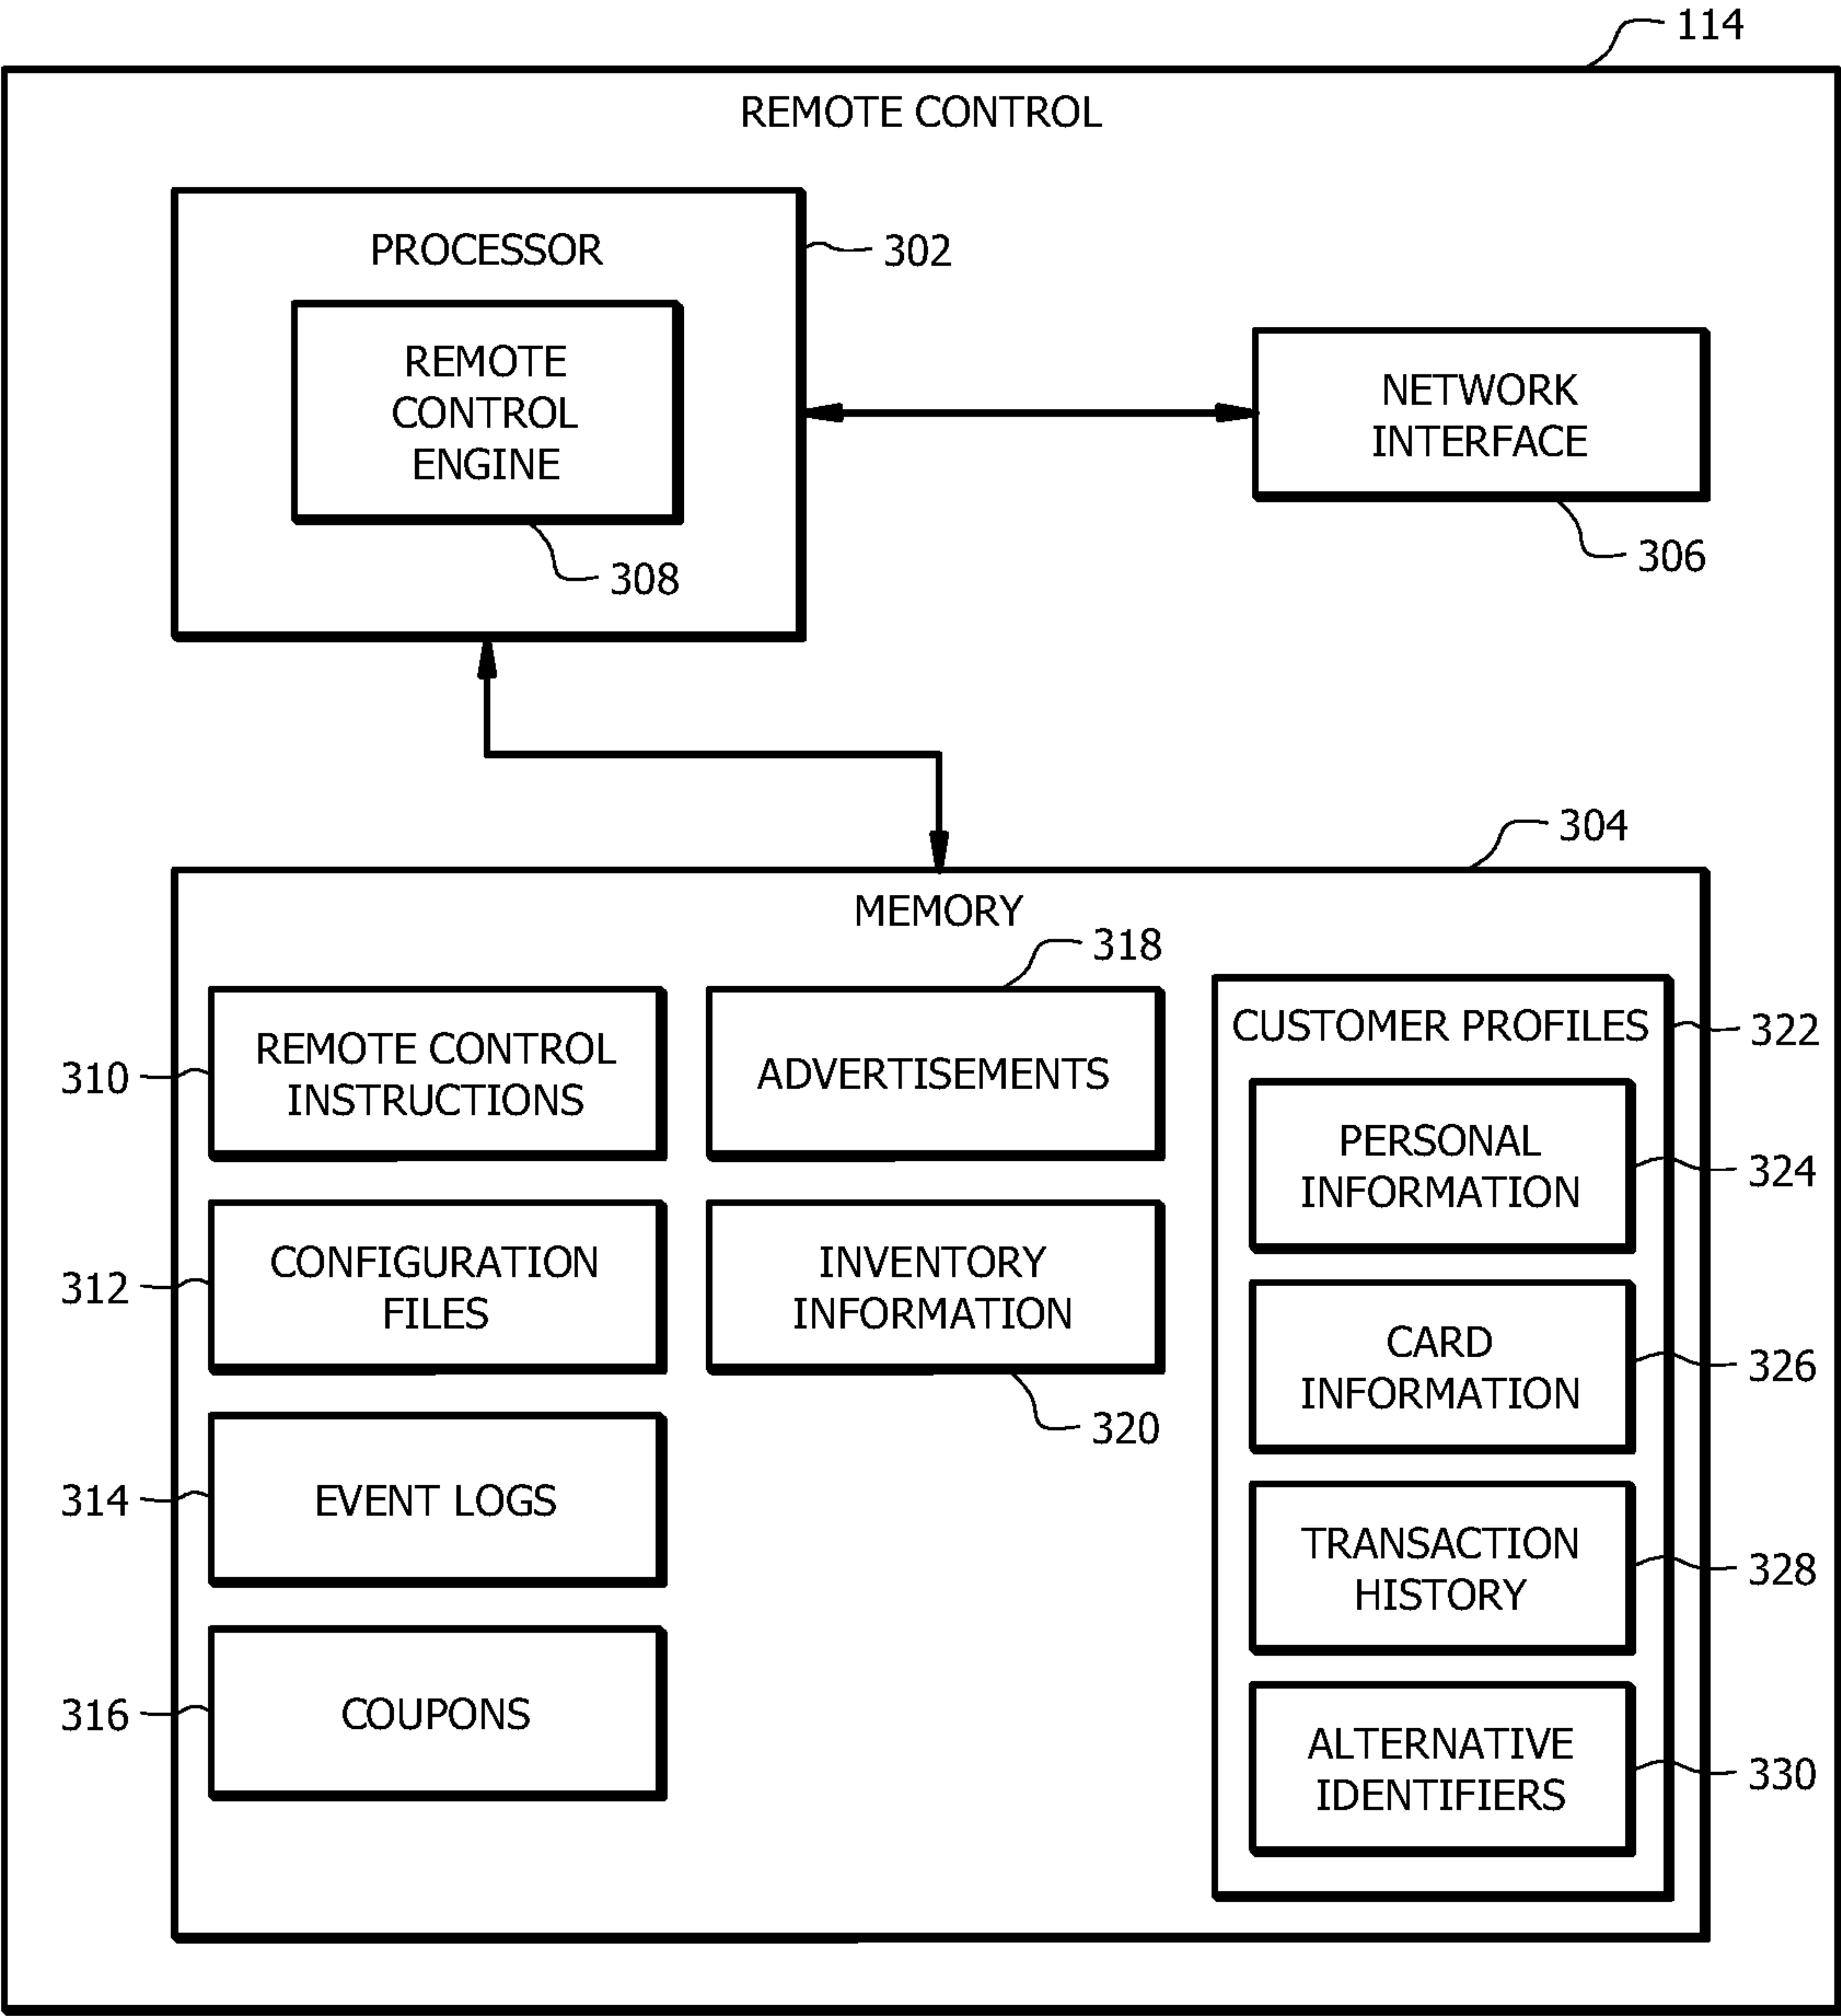 114
REMOTE CONTROL
PROCESSOR
302
REMOTE
CONTROL
ENGINE
308
NETWORK
INTERFACE
306
304
MEMORY
318
310
REMOTE CONTROL
INSTRUCTIONS
ADVERTISEMENTS
312
CONFIGURATION
FILES
INVENTORY
INFORMATION
320
314
EVENT LOGS
316
COUPONS
CUSTOMER PROFILES
322
PERSONAL
INFORMATION
324
CARD
INFORMATION
326
TRANSACTION
HISTORY
328
ALTERNATIVE
IDENTIFIERS
330